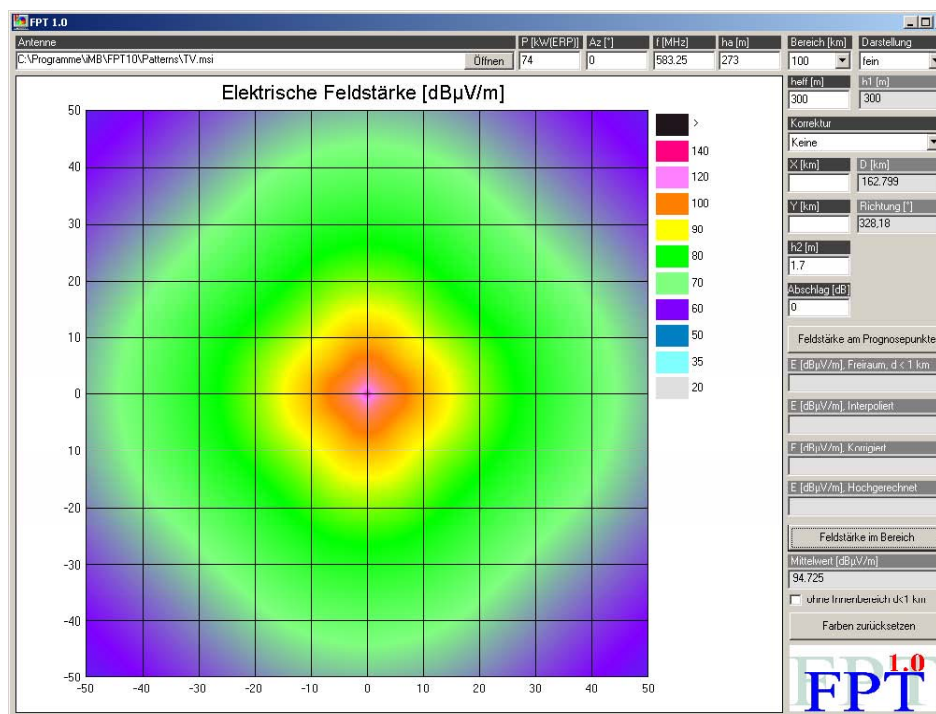 FPT 1.0
Antenne P [kW(ERP)] Az [°] f [MHz] ha [m] Bereich [km] Darstellung
C:\Programme\iMB\FPT10\Patterns\TV.msi Öffnen 74 0 583.25 273 100 fein
heff [m] h1 [m]
300 300
Korrektur
Keine
X [km] D [km]
162.799
Y [km] Richtung [°]
328,18
h2 [m]
1.7
Abschlag [dB]
0
Feldstärke am Prognosepunkte
E [dBµV/m], Freiraum, d < 1 km
E [dBµV/m], Interpoliert
E [dBµV/m], Korrigiert
E [dBµV/m], Hochgerechnet
Feldstärke im Bereich
Mittelwert [dBµV/m]
94.725
ohne Innenbereich d<1 km
Farben zurücksetzen
FPT 1.0
Elektrische Feldstärke [dBµV/m]
50
40
30
20
10
0
-10
-20
-30
-40
-50
-50 -40 -30 -20 -10 0 10 20 30 40 50
>
140
120
100
90
80
70
60
50
35
20